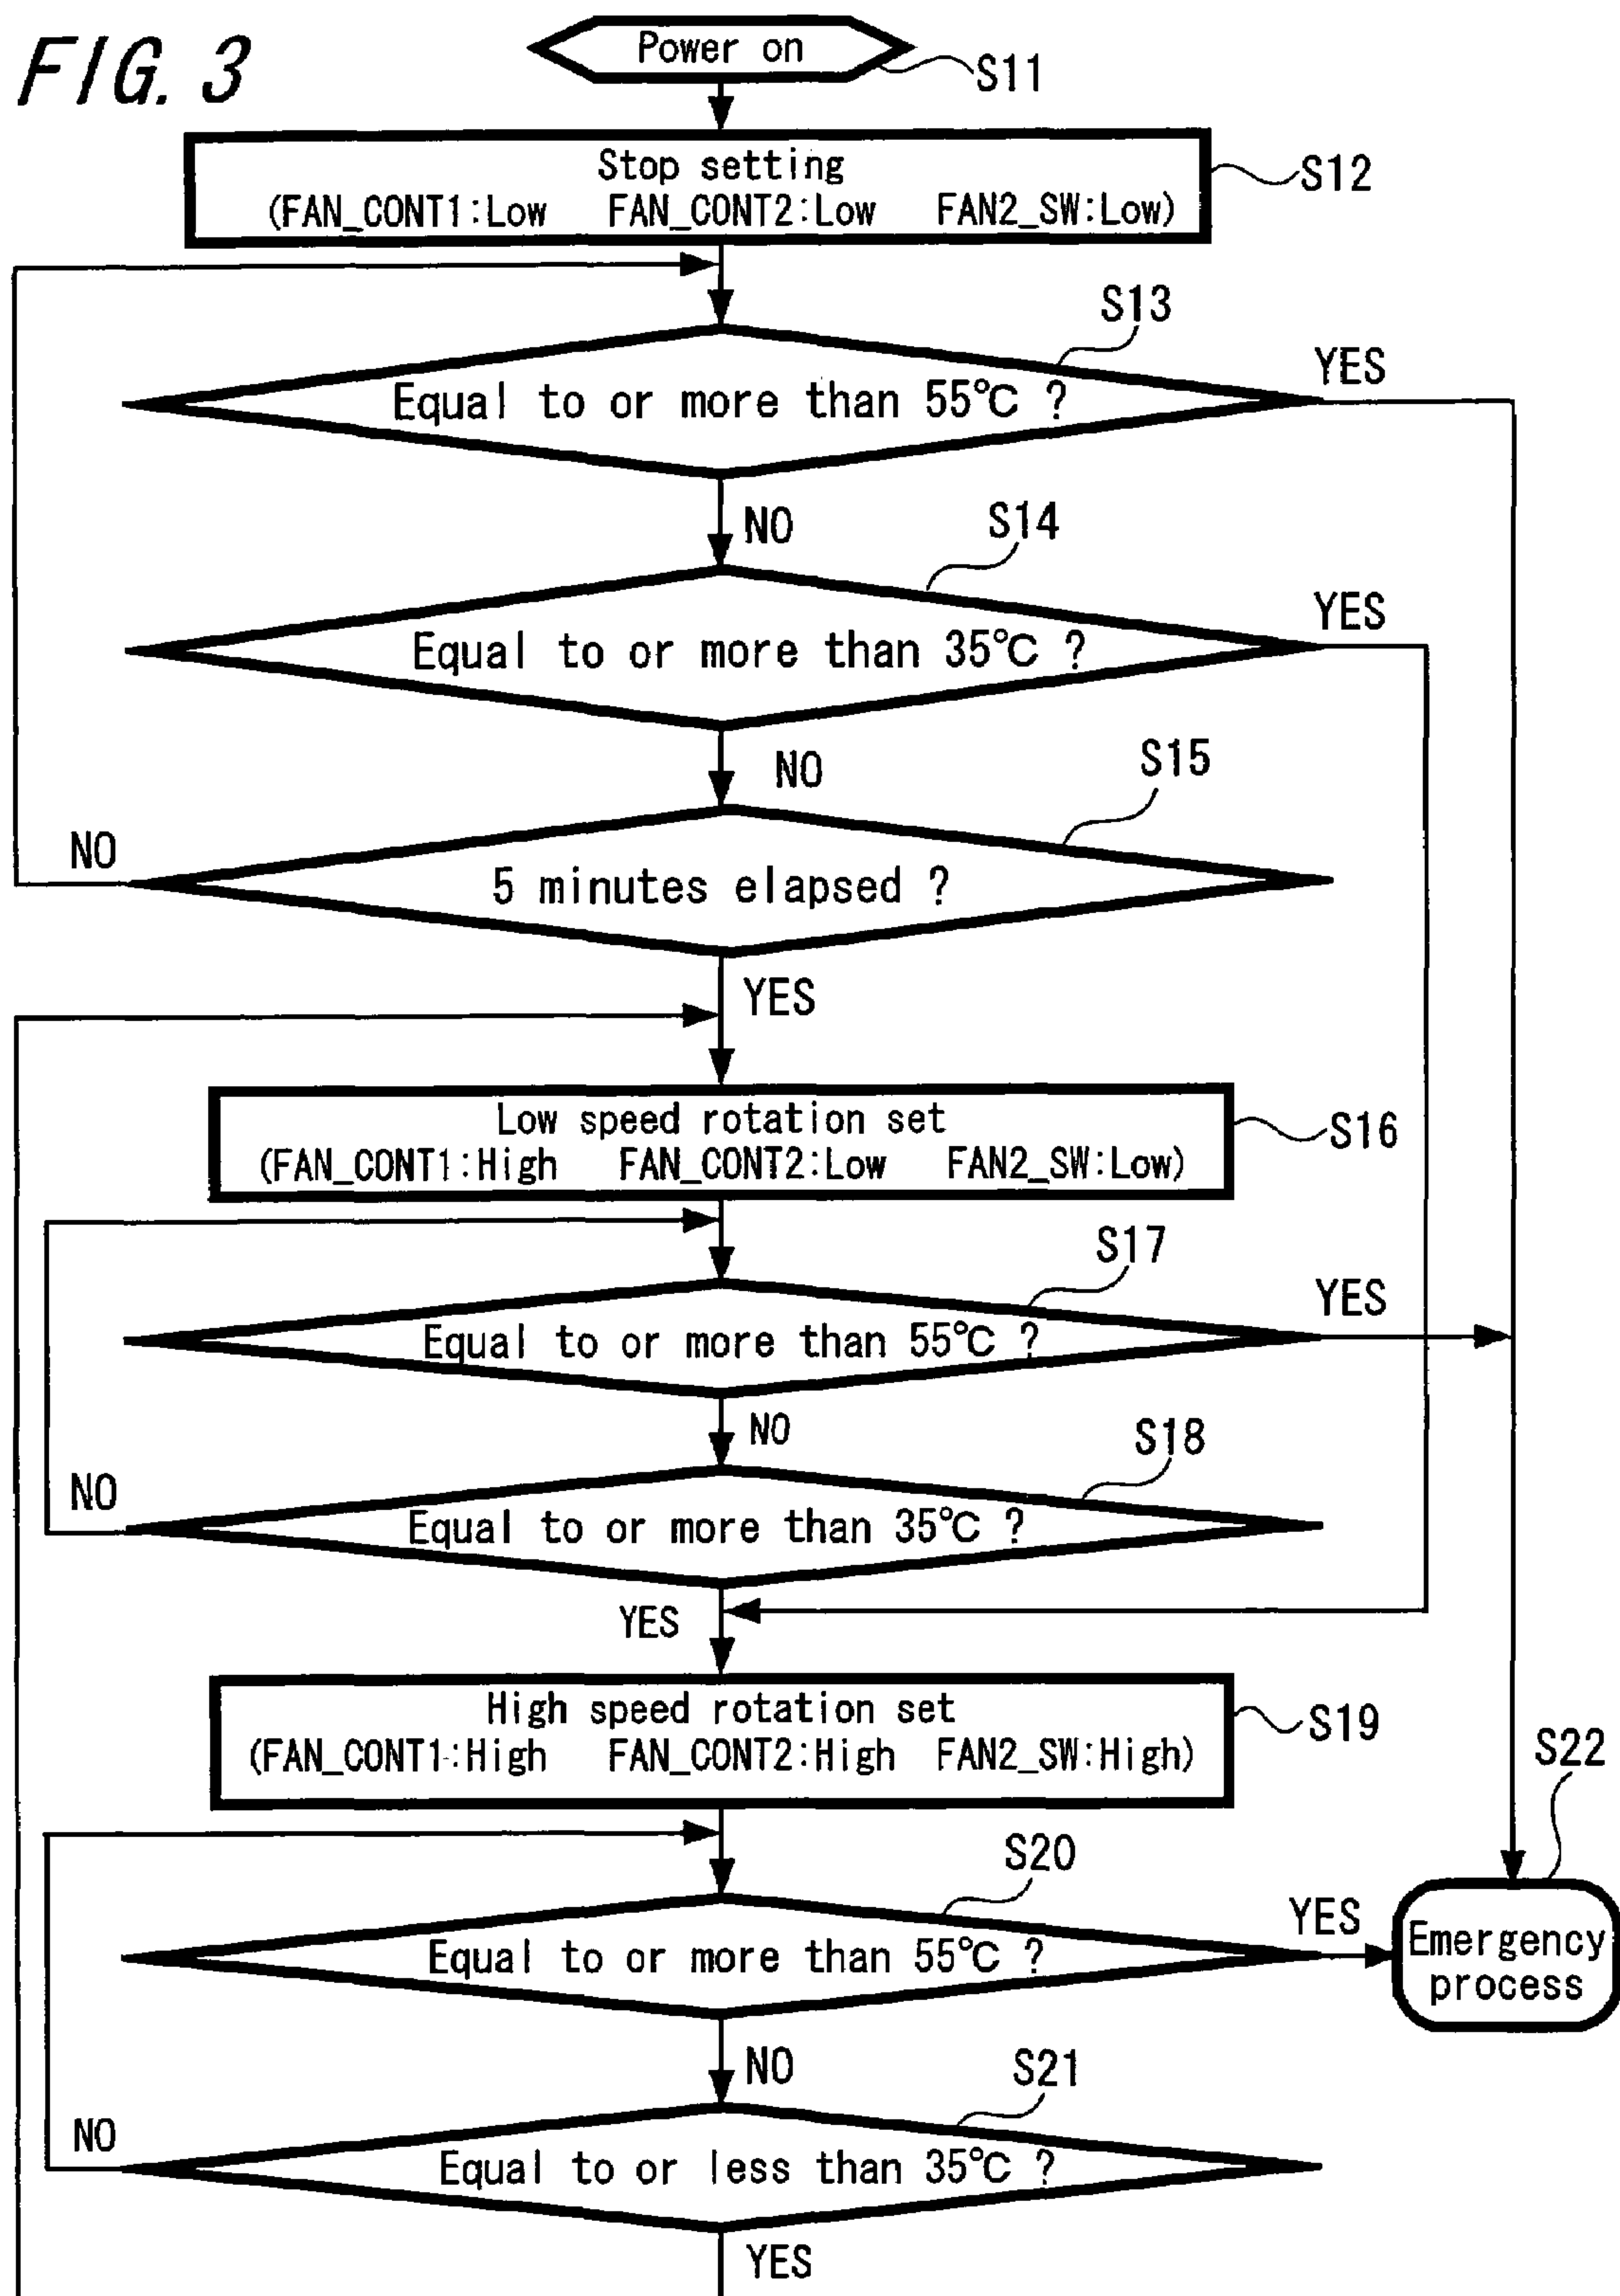 FIG. 3
Power on
S11
Stop setting
(FAN_CONT1:Low FAN_CONT2:Low FAN2_SW:Low)
S12
S13
Equal to or more than 55℃ ?
YES
NO
S14
Equal to or more than 35℃ ?
YES
NO
S15
5 minutes elapsed ?
NO
YES
Low speed rotation set
(FAN_CONT1:High FAN_CONT2:Low FAN2_SW:Low)
S16
S17
Equal to or more than 55℃ ?
YES
NO
S18
Equal to or more than 35℃ ?
NO
YES
High speed rotation set
(FAN_CONT1:High FAN_CONT2:High FAN2_SW:High)
S19
S20
Equal to or more than 55℃ ?
YES
S22
Emergency
process
NO
S21
Equal to or less than 35℃ ?
NO
YES